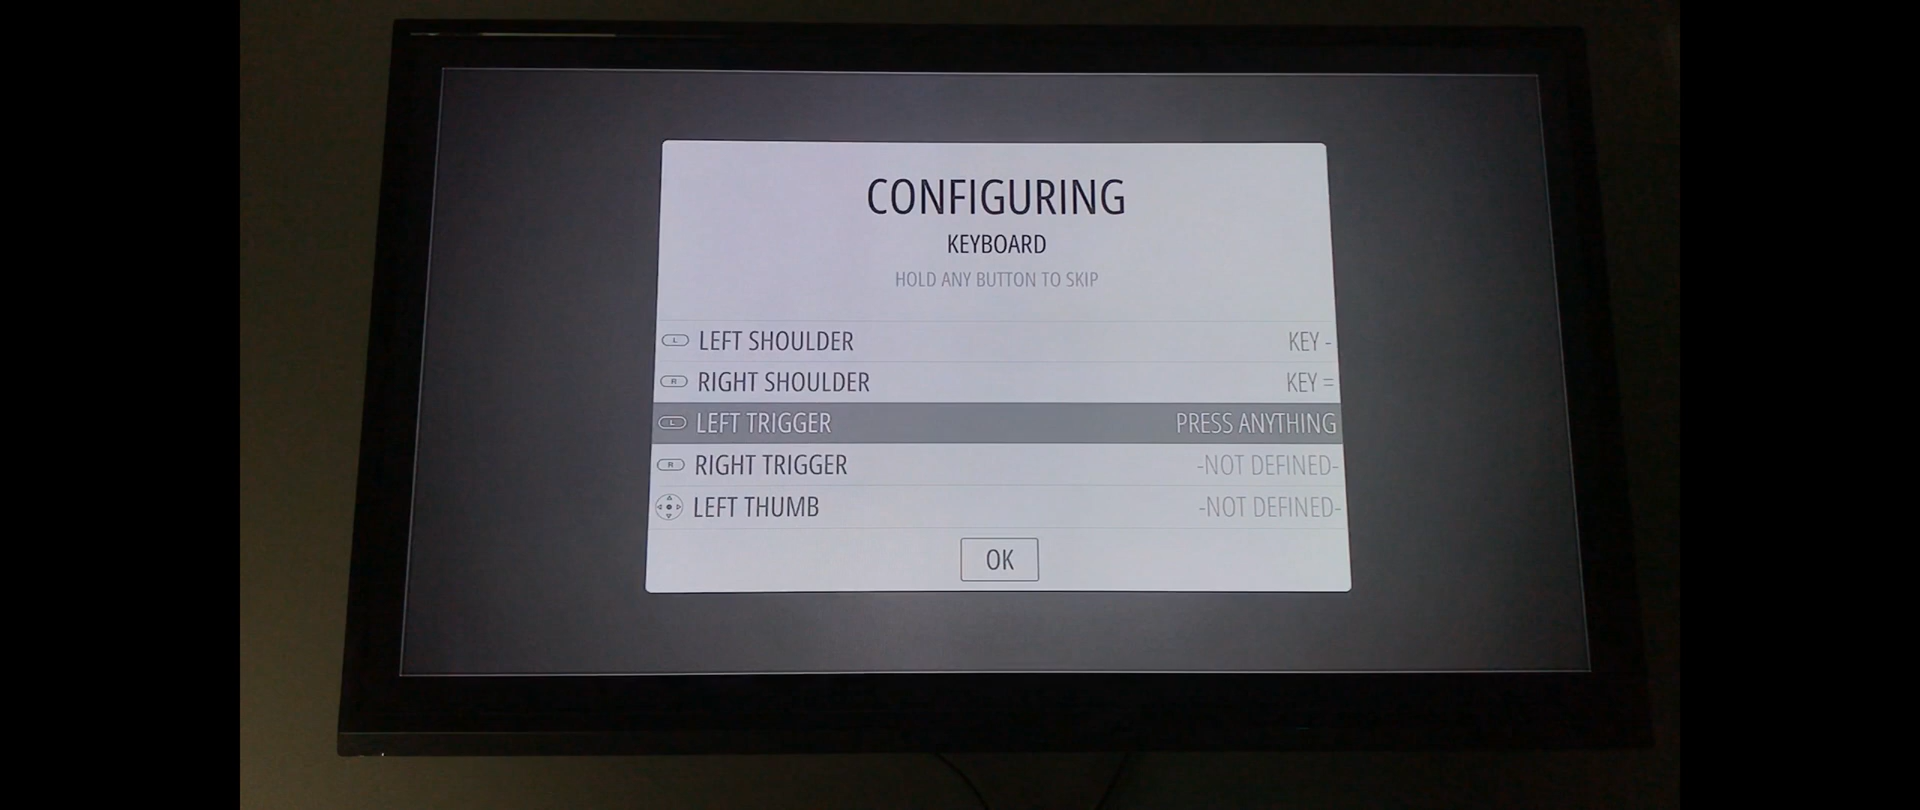 CONFIGURING
KEYBOARD
HOLD ANY BUTTON TO SKIP
L LEFT SHOULDER KEY -
R RIGHT SHOULDER KEY =
L LEFT TRIGGER PRESS ANYTHING
R RIGHT TRIGGER -NOT DEFINED-
LEFT THUMB -NOT DEFINED-
OK